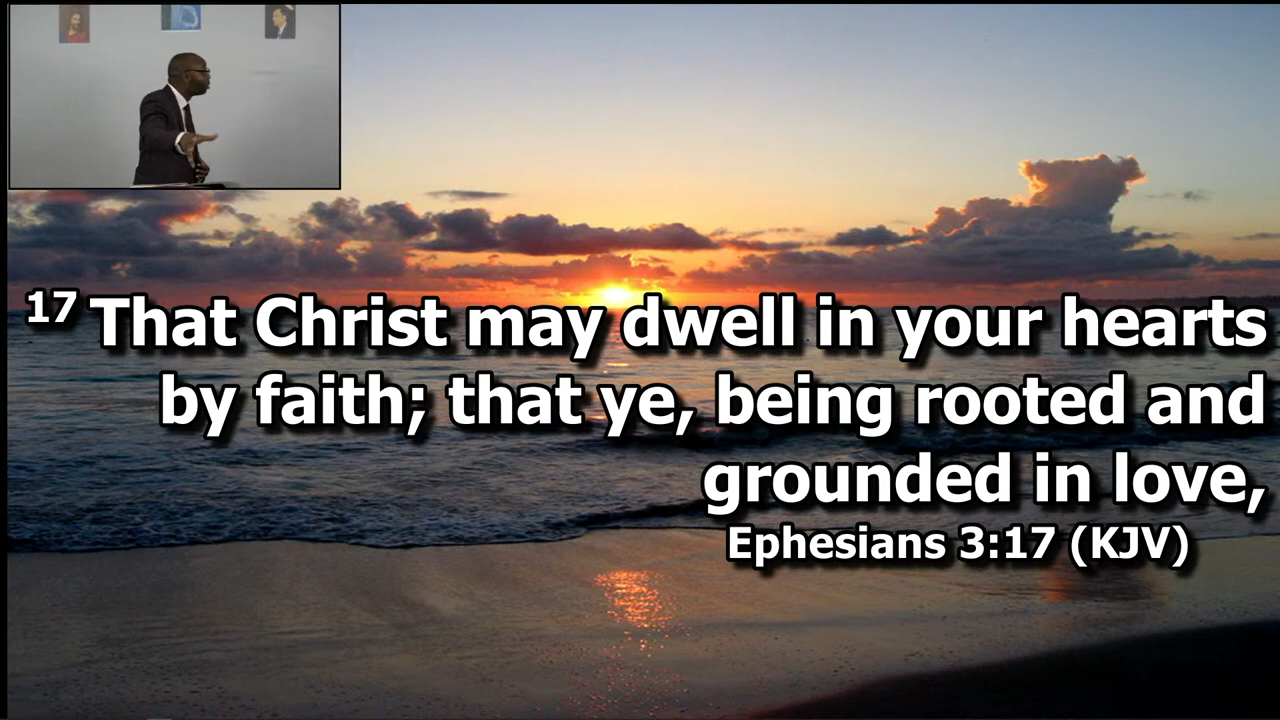 17 That Christ may dwell in your hearts
by faith; that ye, being rooted and
grounded in love,
Ephesians 3:17 (KJV)